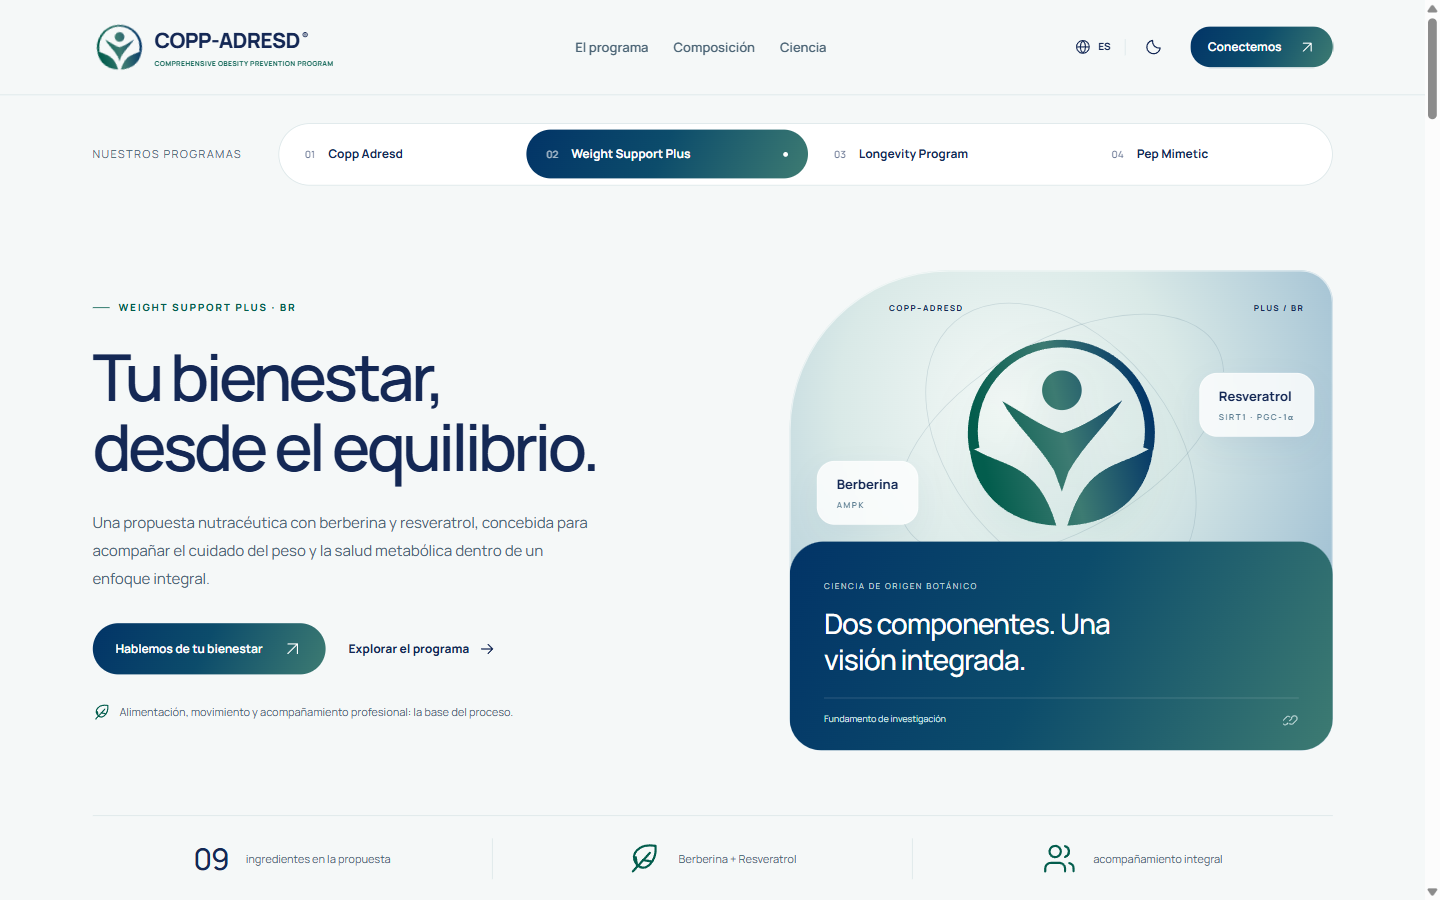 COPP-ADRESD®
COMPREHENSIVE OBESITY PREVENTION PROGRAM
El programa
Composición
Ciencia
ES
Conectemos
NUESTROS PROGRAMAS
01 Copp Adresd
02 Weight Support Plus
03 Longevity Program
04 Pep Mimetic
WEIGHT SUPPORT PLUS · BR
Tu bienestar,
desde el equilibrio.
Una propuesta nutracéutica con berberina y resveratrol, concebida para
acompañar el cuidado del peso y la salud metabólica dentro de un
enfoque integral.
Hablemos de tu bienestar
Explorar el programa
Alimentación, movimiento y acompañamiento profesional: la base del proceso.
COPP-ADRESD
PLUS / BR
Resveratrol
SIRT1 · PGC-1α
Berberina
AMPK
CIENCIA DE ORIGEN BOTÁNICO
Dos componentes. Una
visión integrada.
Fundamento de investigación
09 ingredientes en la propuesta
Berberina + Resveratrol
acompañamiento integral